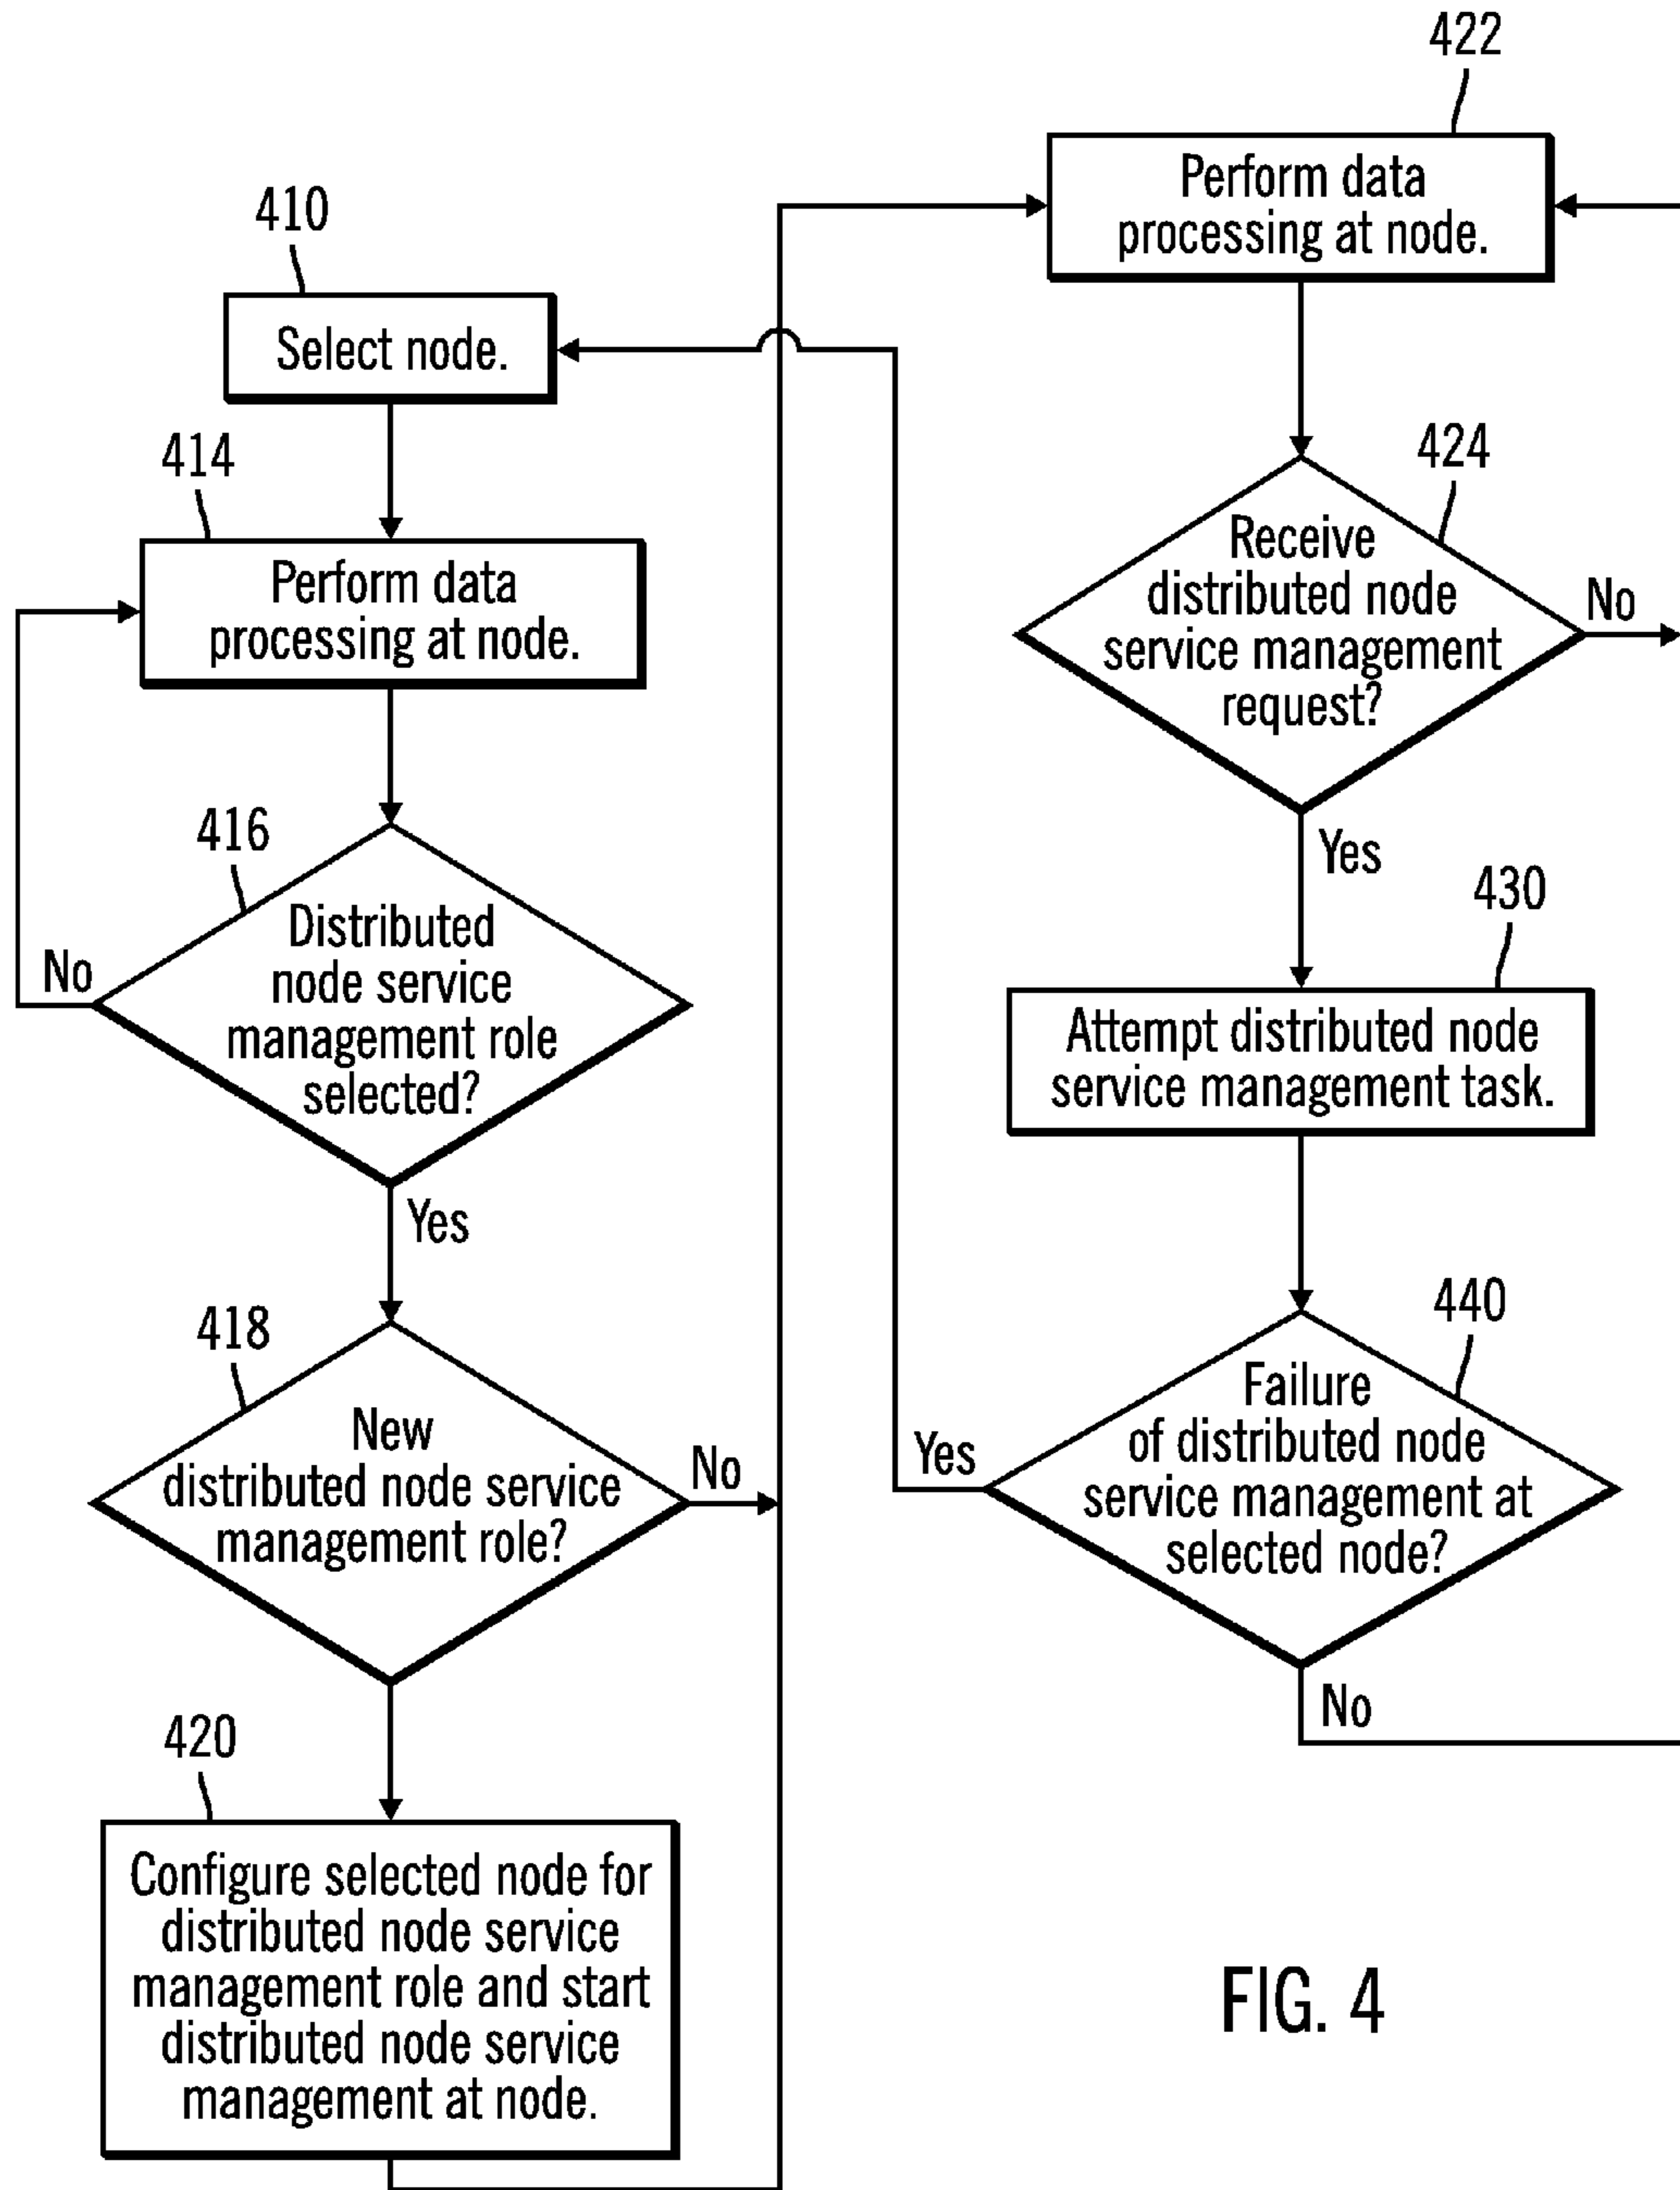 410
Select node.
414
Perform data
processing at node.
416
Distributed
node service
management role
selected?
No
Yes
418
New
distributed node service
management role?
No
420
Configure selected node for
distributed node service
management role and start
distributed node service
management at node.
422
Perform data
processing at node.
424
Receive
distributed node
service management
request?
No
Yes
430
Attempt distributed node
service management task.
440
Failure
of distributed node
service management at
selected node?
Yes
No
FIG. 4